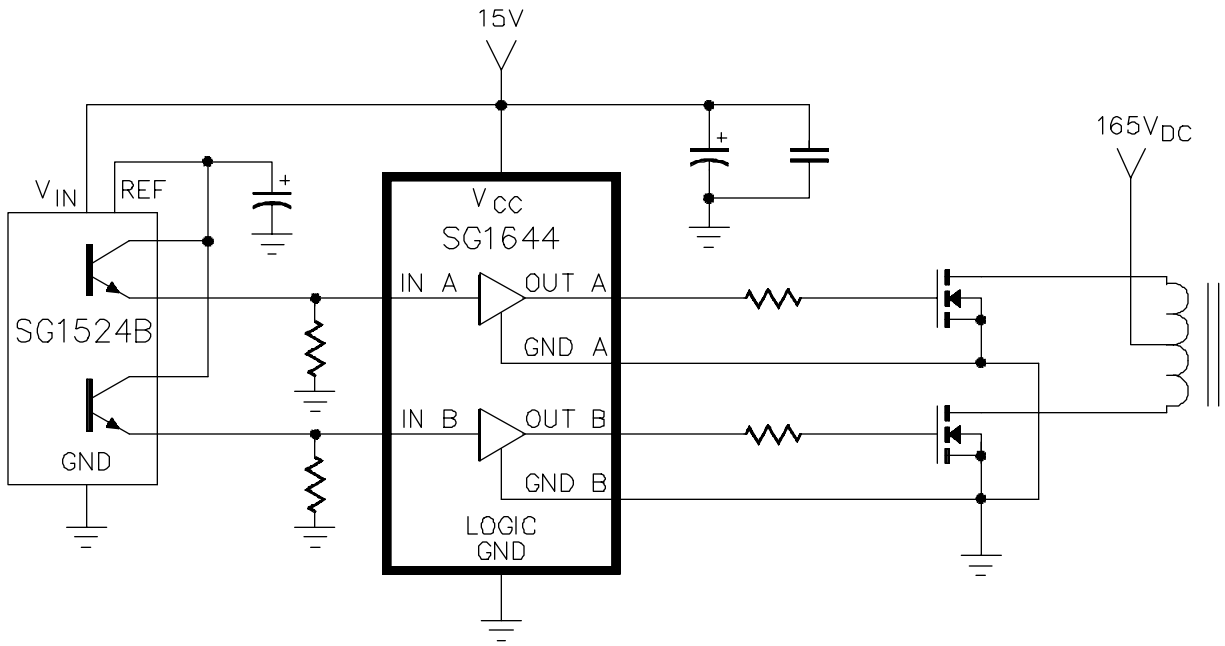 15V
165VDC
VIN
REF
VCC
SG1644
IN A
OUT A
SG1524B
GND A
IN B
OUT B
GND
GND B
LOGIC
GND
+
+